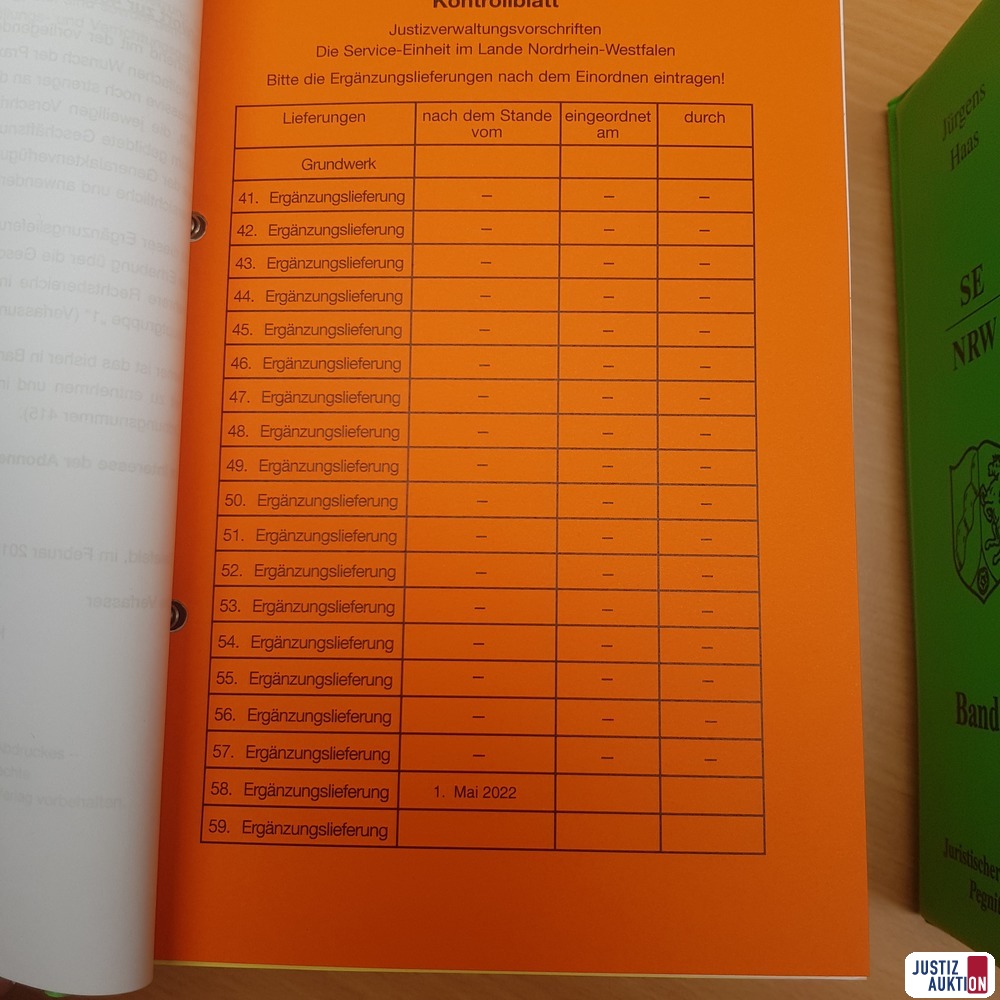 Kontrollblatt
Justizverwaltungsvorschriften
Die Service-Einheit im Lande Nordrhein-Westfalen
Bitte die Ergänzungslieferungen nach dem Einordnen eintragen!
Lieferungen nach dem Stande vom eingeordnet am durch
Grundwerk
41. Ergänzungslieferung – – –
42. Ergänzungslieferung – – –
43. Ergänzungslieferung – – –
44. Ergänzungslieferung – – –
45. Ergänzungslieferung – – –
46. Ergänzungslieferung – – –
47. Ergänzungslieferung – – –
48. Ergänzungslieferung – – –
49. Ergänzungslieferung – – –
50. Ergänzungslieferung – – –
51. Ergänzungslieferung – – –
52. Ergänzungslieferung – – –
53. Ergänzungslieferung – – –
54. Ergänzungslieferung – – –
55. Ergänzungslieferung – – –
56. Ergänzungslieferung – – –
57. Ergänzungslieferung – – –
58. Ergänzungslieferung 1. Mai 2022
59. Ergänzungslieferung
Jürgens
Haas
SE
NRW
Band
Juristischer
JUSTIZ
AUKTION